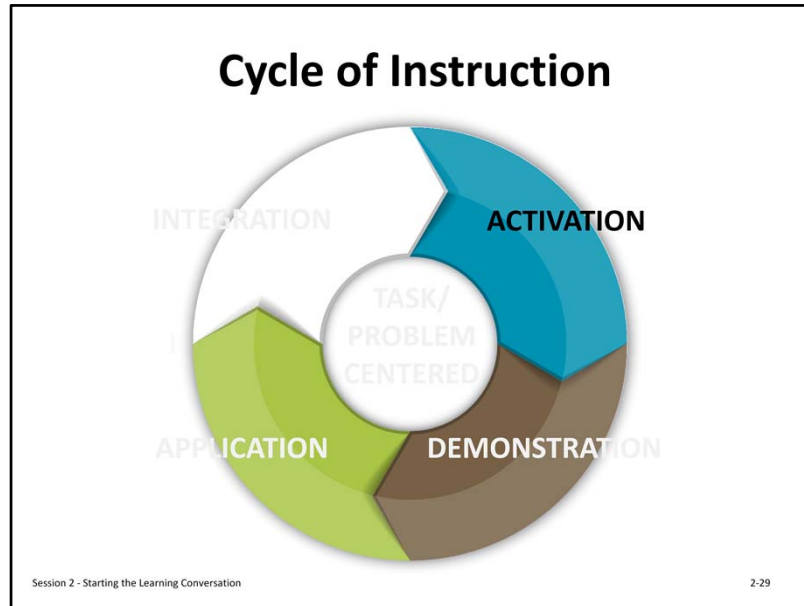 Cycle of Instruction
INTEGRATION
ACTIVATION
TASK/
PROBLEM
CENTERED
APPLICATION
DEMONSTRATION
Session 2 - Starting the Learning Conversation
2-29